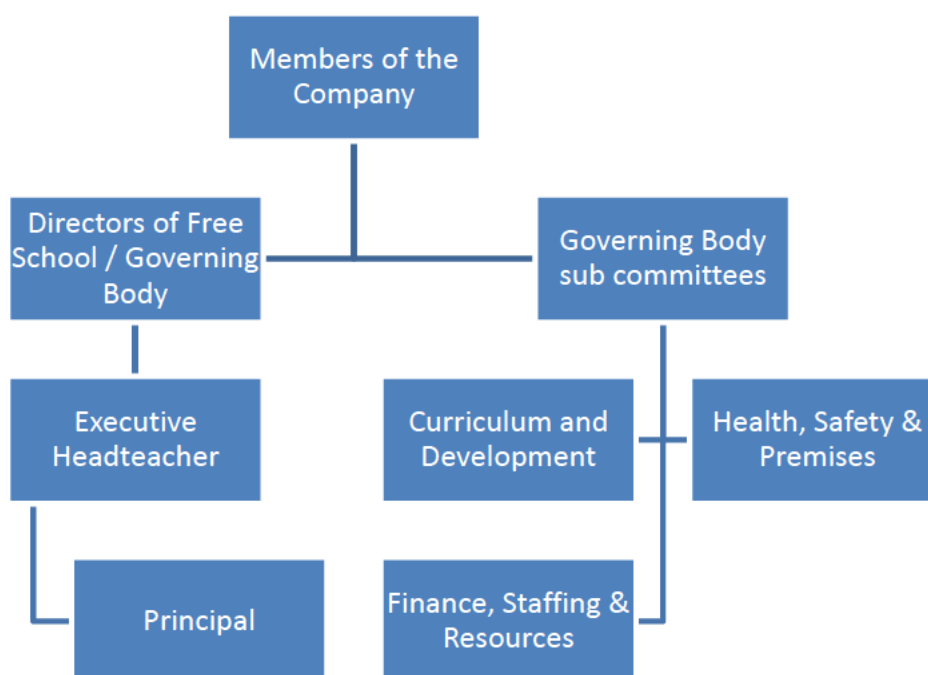 Members of the
Company
Directors of Free
School / Governing
Body
Governing Body
sub committees
Executive
Headteacher
Curriculum and
Development
Health, Safety &
Premises
Principal
Finance, Staffing &
Resources